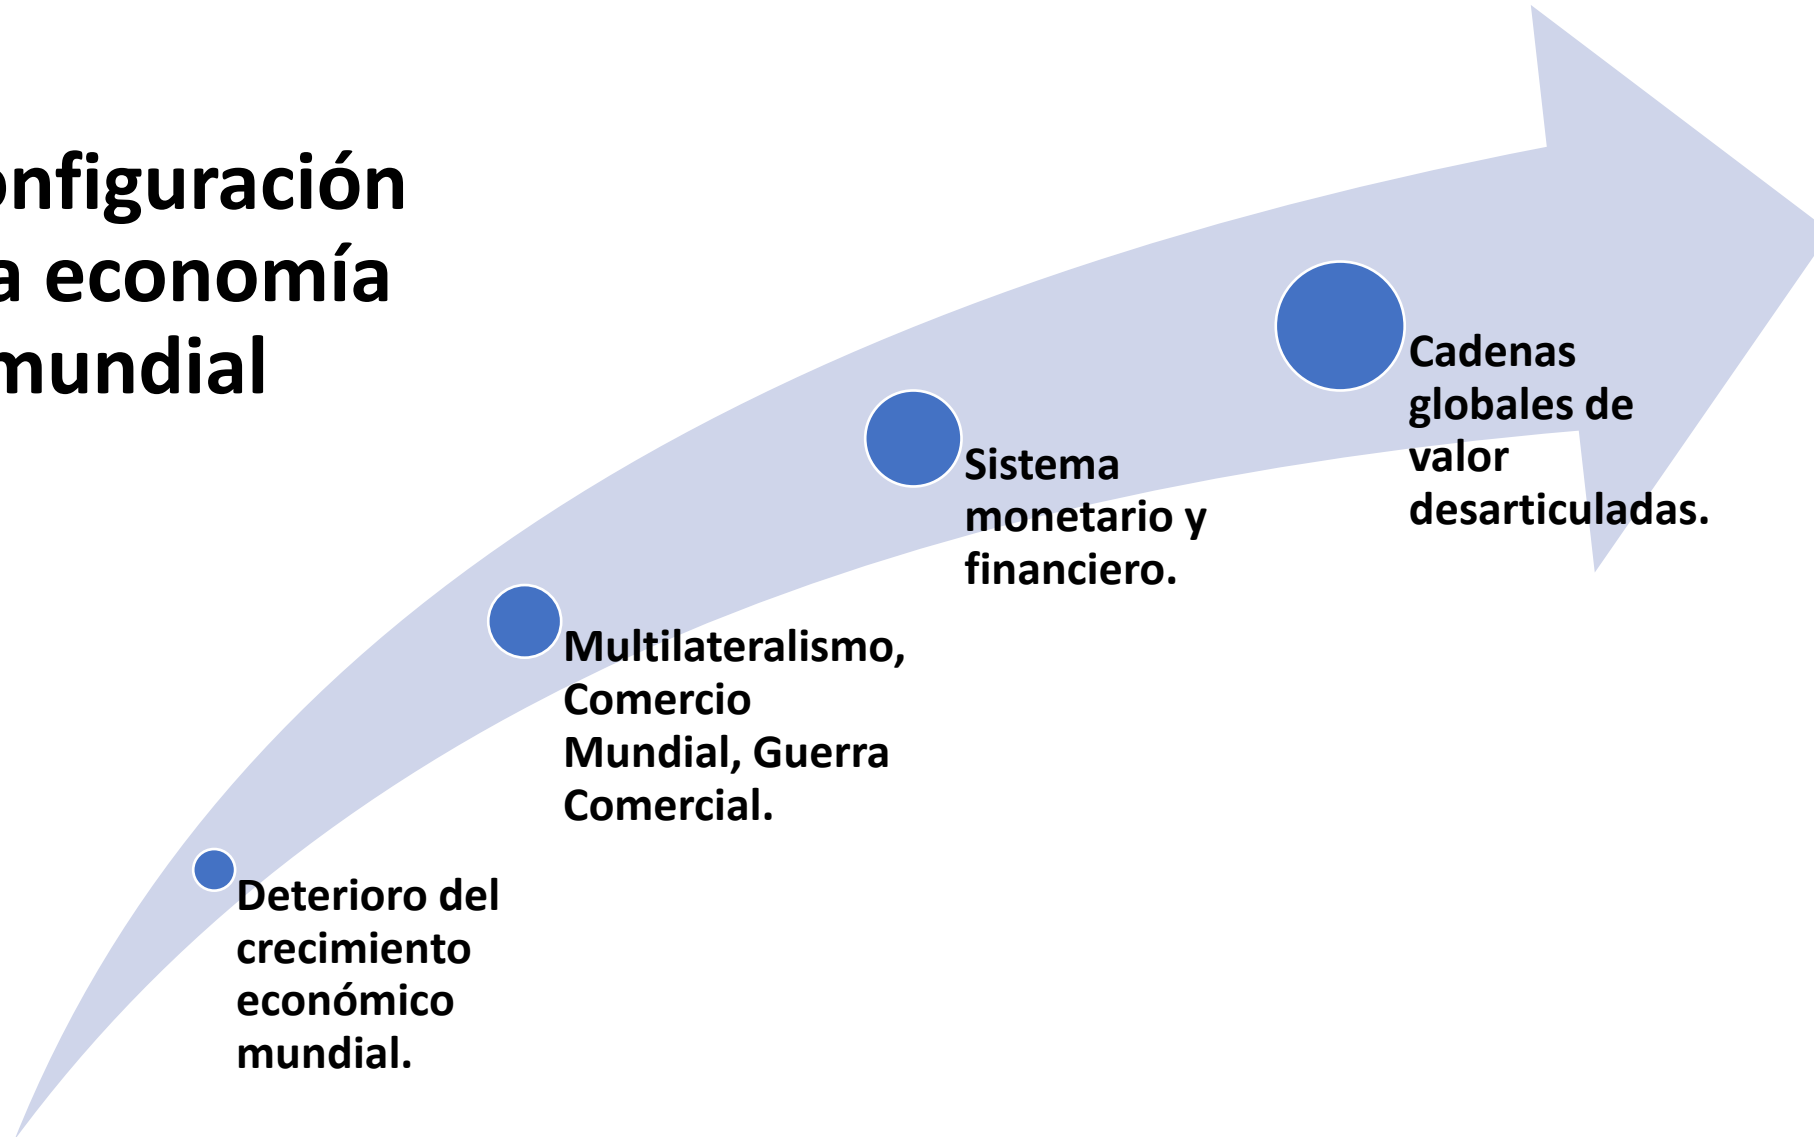 onfiguración
a economía
mundial
Cadenas
globales de
valor
desarticuladas.
Sistema
monetario y
financiero.
Multilateralismo,
Comercio
Mundial, Guerra
Comercial.
Deterioro del
crecimiento
económico
mundial.